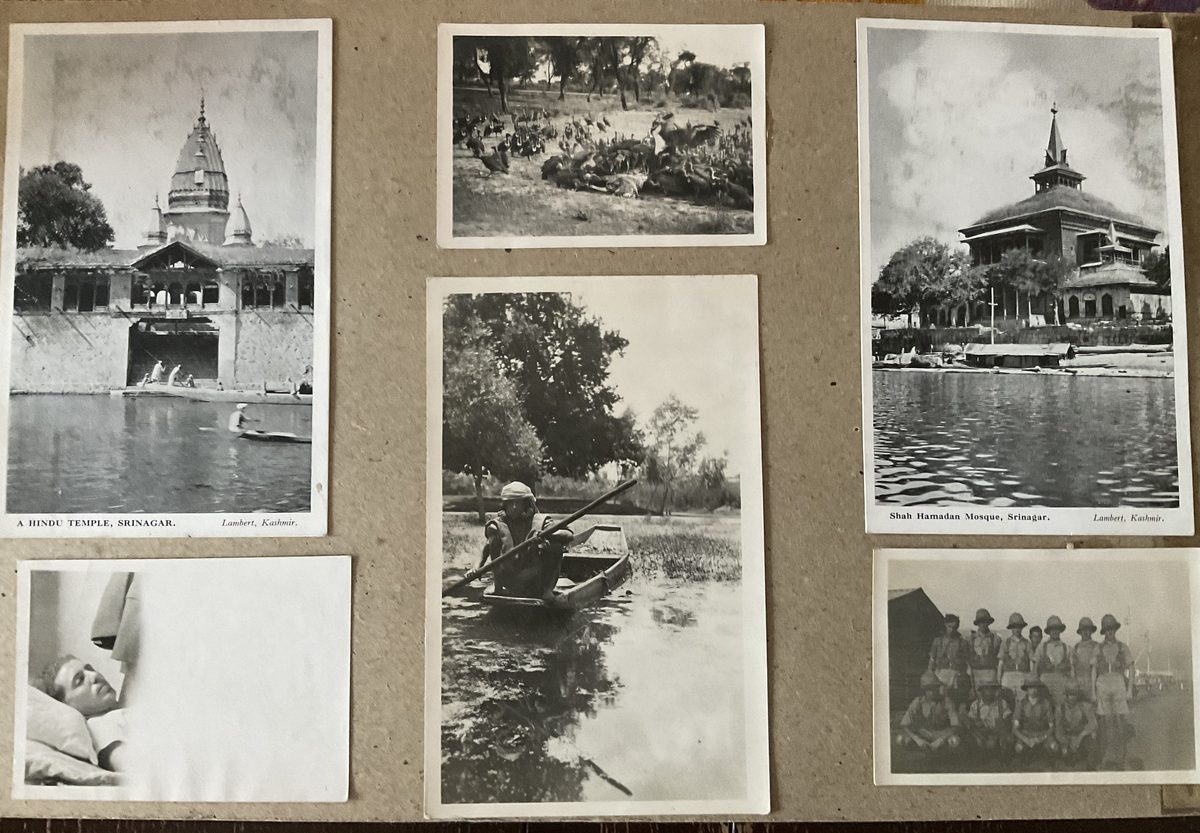 A HINDU TEMPLE, SRINAGAR. Lambert, Kashmir.
Shah Hamadan Mosque, Srinagar. Lambert, Kashmir.